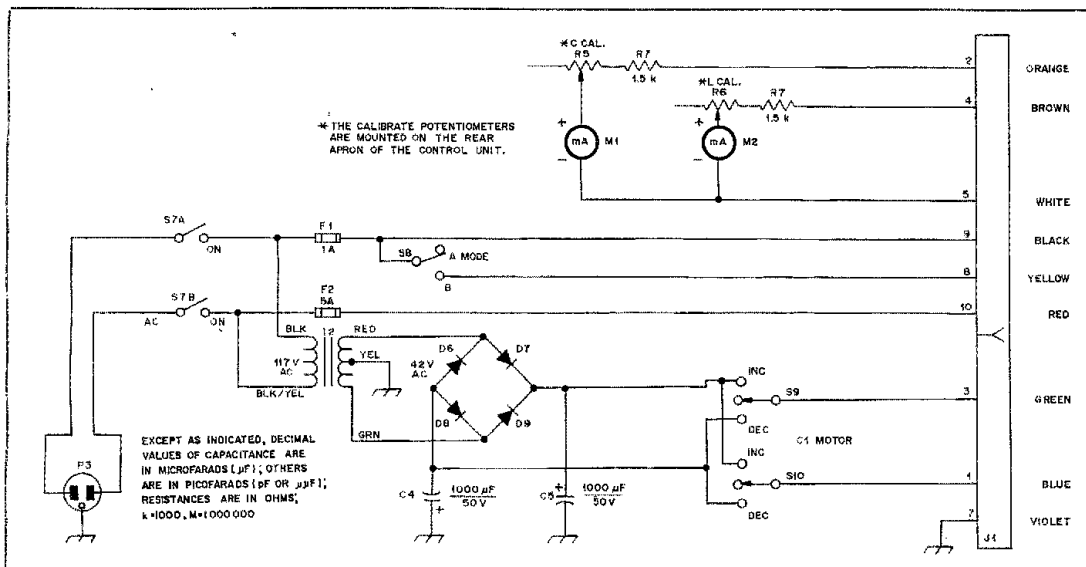 *C CAL.
R5
R7
1.5 k
2
ORANGE
*L CAL.
R6
R7
1.5 k
4
BROWN
* THE CALIBRATE POTENTIOMETERS
ARE MOUNTED ON THE REAR
APRON OF THE CONTROL UNIT.
+
mA
M1
-
+
mA
M2
-
5
WHITE
S7A
ON
F1
1A
9
BLACK
S8
A MODE
B
8
YELLOW
S7B
AC
ON
F2
5A
10
RED
BLK
RED
117 V
AC
YEL
BLK/YEL
GRN
42 V
AC
D6
D7
D8
D9
INC
S9
3
GREEN
DEC
C1 MOTOR
INC
S10
1
BLUE
DEC
P3
EXCEPT AS INDICATED, DECIMAL
VALUES OF CAPACITANCE ARE
IN MICROFARADS (µF); OTHERS
ARE IN PICOFARADS (pF OR µµF);
RESISTANCES ARE IN OHMS;
k=1000, M=1000000
C4
1000 µF
50V
+
C5
+
1000 µF
50V
7
VIOLET
J1